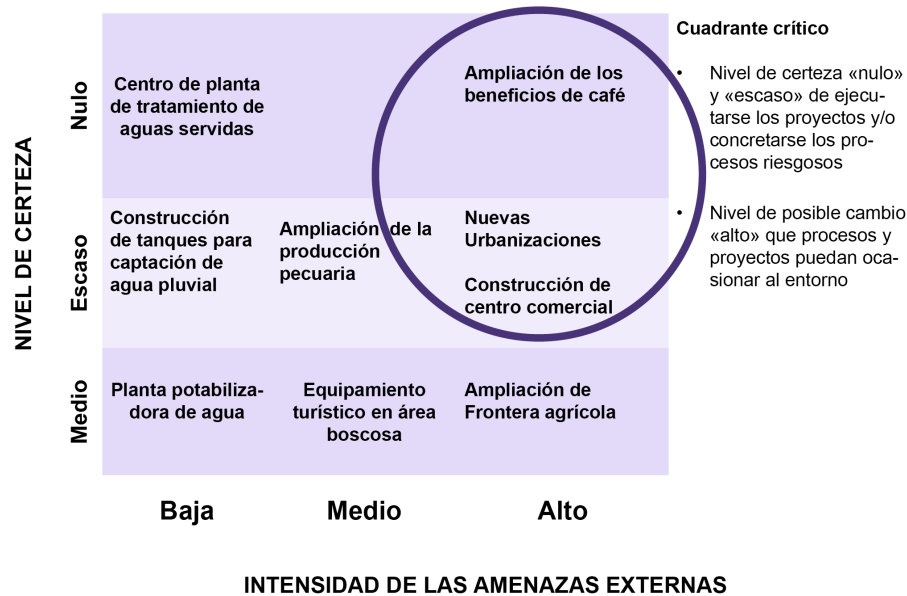 Cuadrante crítico
• Nivel de certeza «nulo»
y «escaso» de ejecu-
tarse los proyectos y/o
concretarse los pro-
cesos riesgosos
• Nivel de posible cambio
«alto» que procesos y
proyectos puedan oca-
sionar al entorno
NIVEL DE CERTEZA
Nulo
Centro de planta
de tratamiento de
aguas servidas
Ampliación de los
beneficios de café
Escaso
Construcción
de tanques para
captación de
agua pluvial
Ampliación de la
producción
pecuaria
Nuevas
Urbanizaciones
Construcción de
centro comercial
Medio
Planta potabiliza-
dora de agua
Equipamiento
turístico en área
boscosa
Ampliación de
Frontera agrícola
Baja
Medio
Alto
INTENSIDAD DE LAS AMENAZAS EXTERNAS